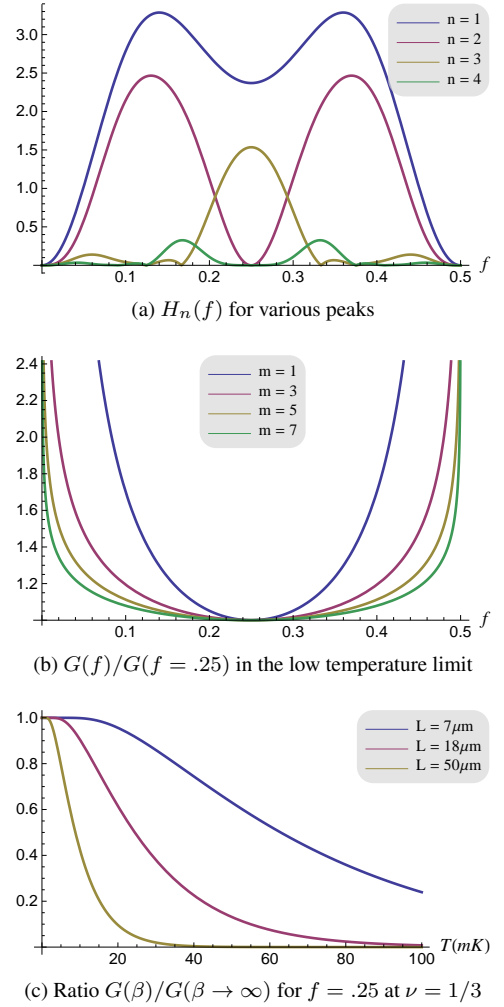 3.0
2.5
2.0
1.5
1.0
0.5
n = 1
n = 2
n = 3
n = 4
0.1 0.2 0.3 0.4 0.5 f
(a) Hₙ(f) for various peaks
2.4
2.2
2.0
1.8
1.6
1.4
1.2
m = 1
m = 3
m = 5
m = 7
0.1 0.2 0.3 0.4 0.5 f
(b) G(f)/G(f = .25) in the low temperature limit
1.0
0.8
0.6
0.4
0.2
L = 7μm
L = 18μm
L = 50μm
20 40 60 80 100 T(mK)
(c) Ratio G(β)/G(β → ∞) for f = .25 at ν = 1/3